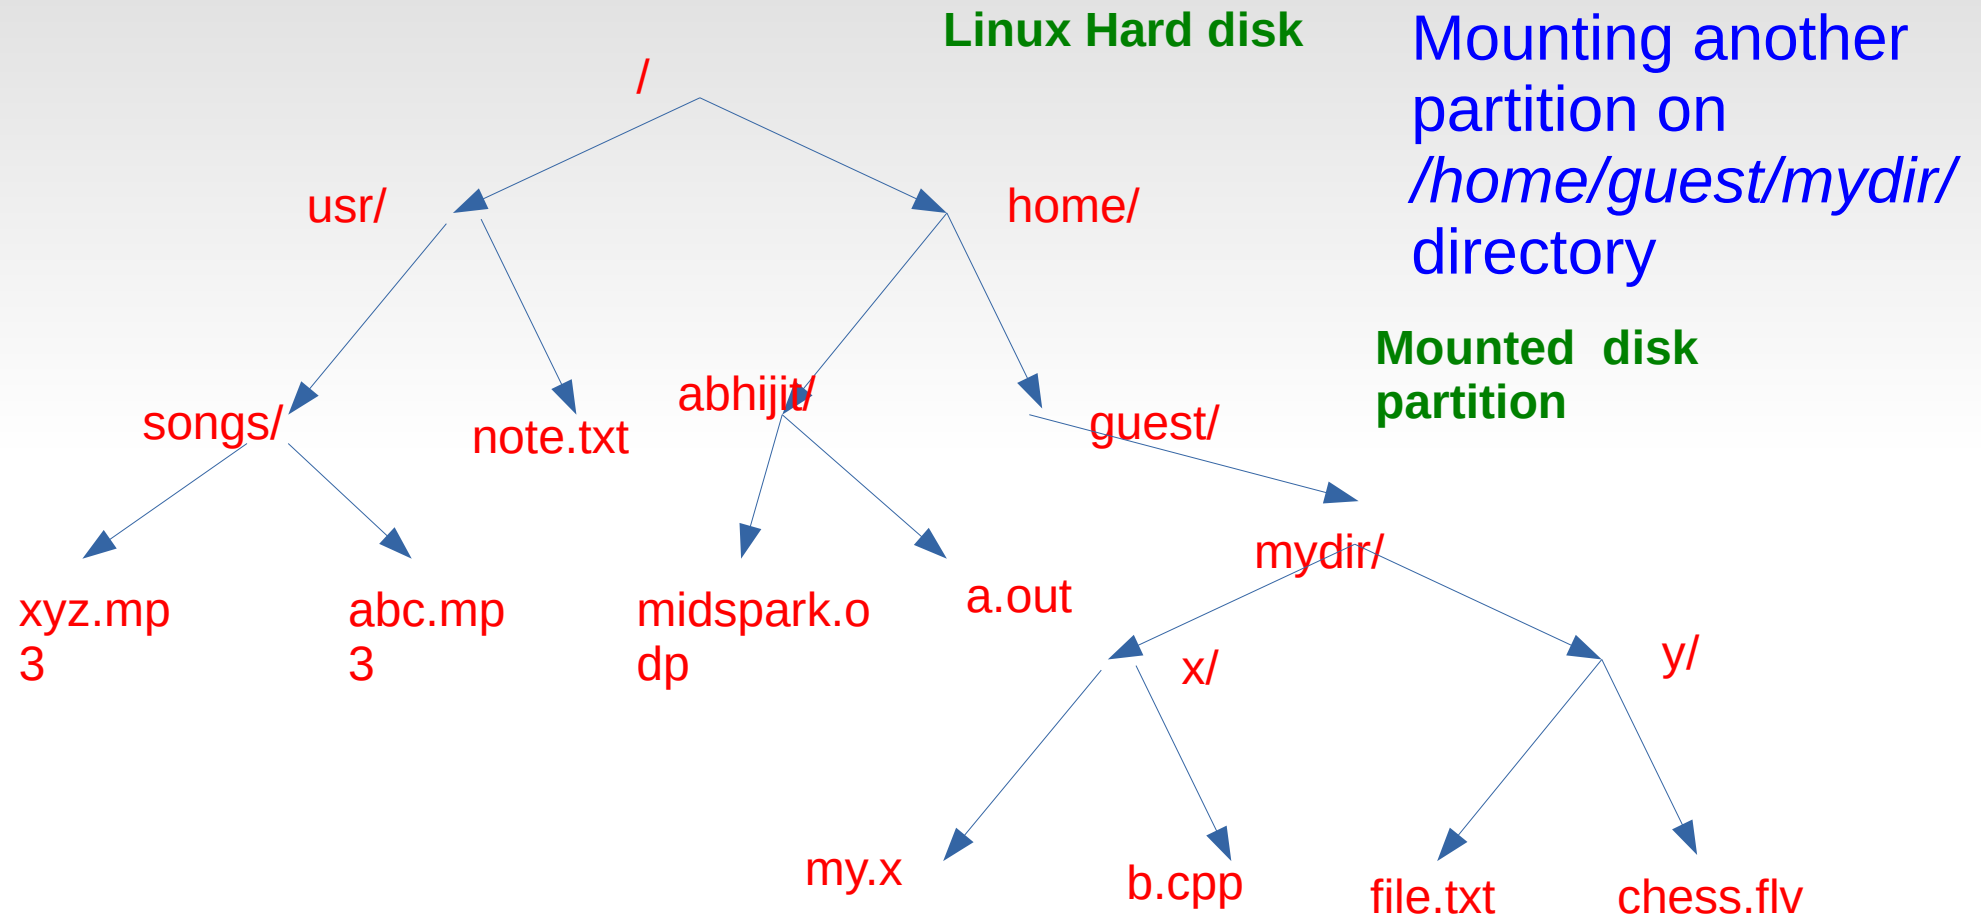 Linux Hard disk
Mounting another
partition on
/home/guest/mydir/
directory
/
usr/
home/
Mounted disk
partition
songs/
note.txt
abhijit/
guest/
mydir/
xyz.mp
3
abc.mp
3
midspark.o
dp
a.out
x/
y/
my.x
b.cpp
file.txt
chess.flv